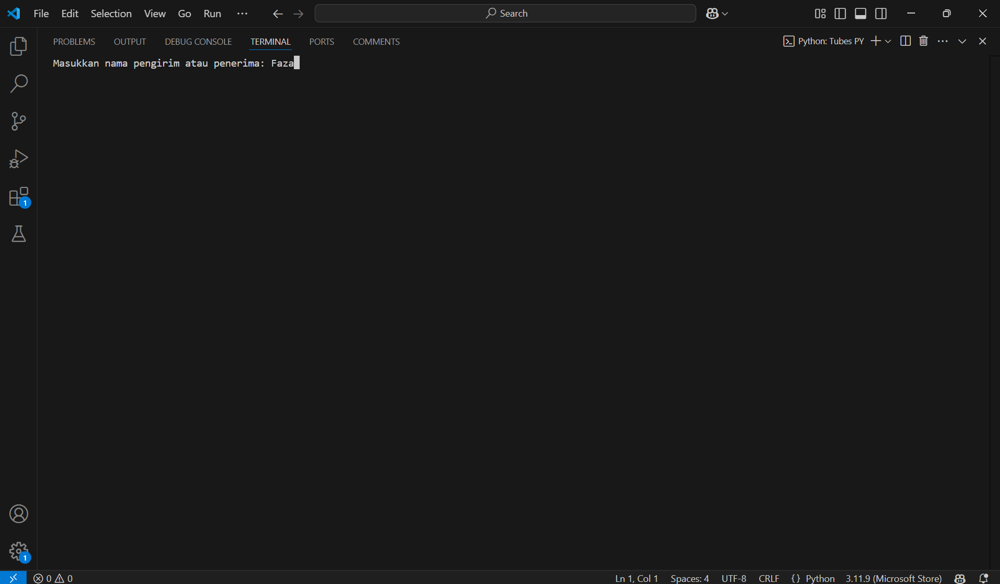 File Edit Selection View Go Run ··· Search
PROBLEMS OUTPUT DEBUG CONSOLE TERMINAL PORTS COMMENTS Python: Tubes PY
Masukkan nama pengirim atau penerima: Faza
1
1
0 0 Ln 1, Col 1 Spaces: 4 UTF-8 CRLF {} Python 3.11.9 (Microsoft Store)